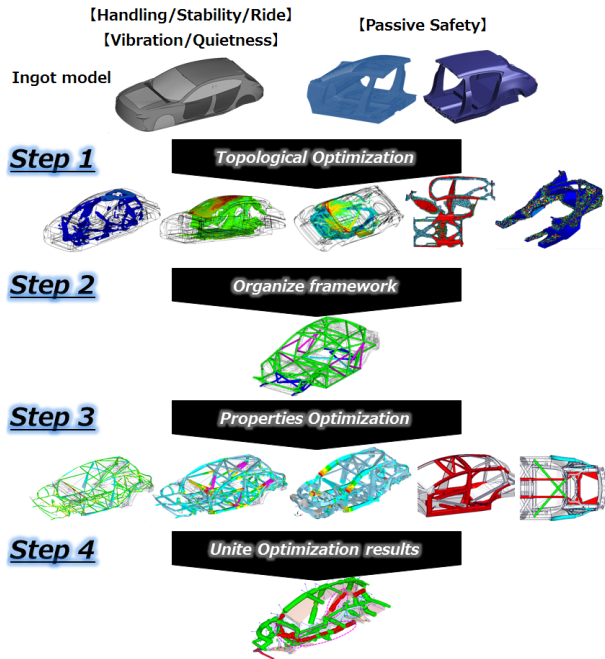 【Handling/Stability/Ride】
【Vibration/Quietness】
【Passive Safety】
Ingot model
Step 1
Topological Optimization
Step 2
Organize framework
Step 3
Properties Optimization
Step 4
Unite Optimization results